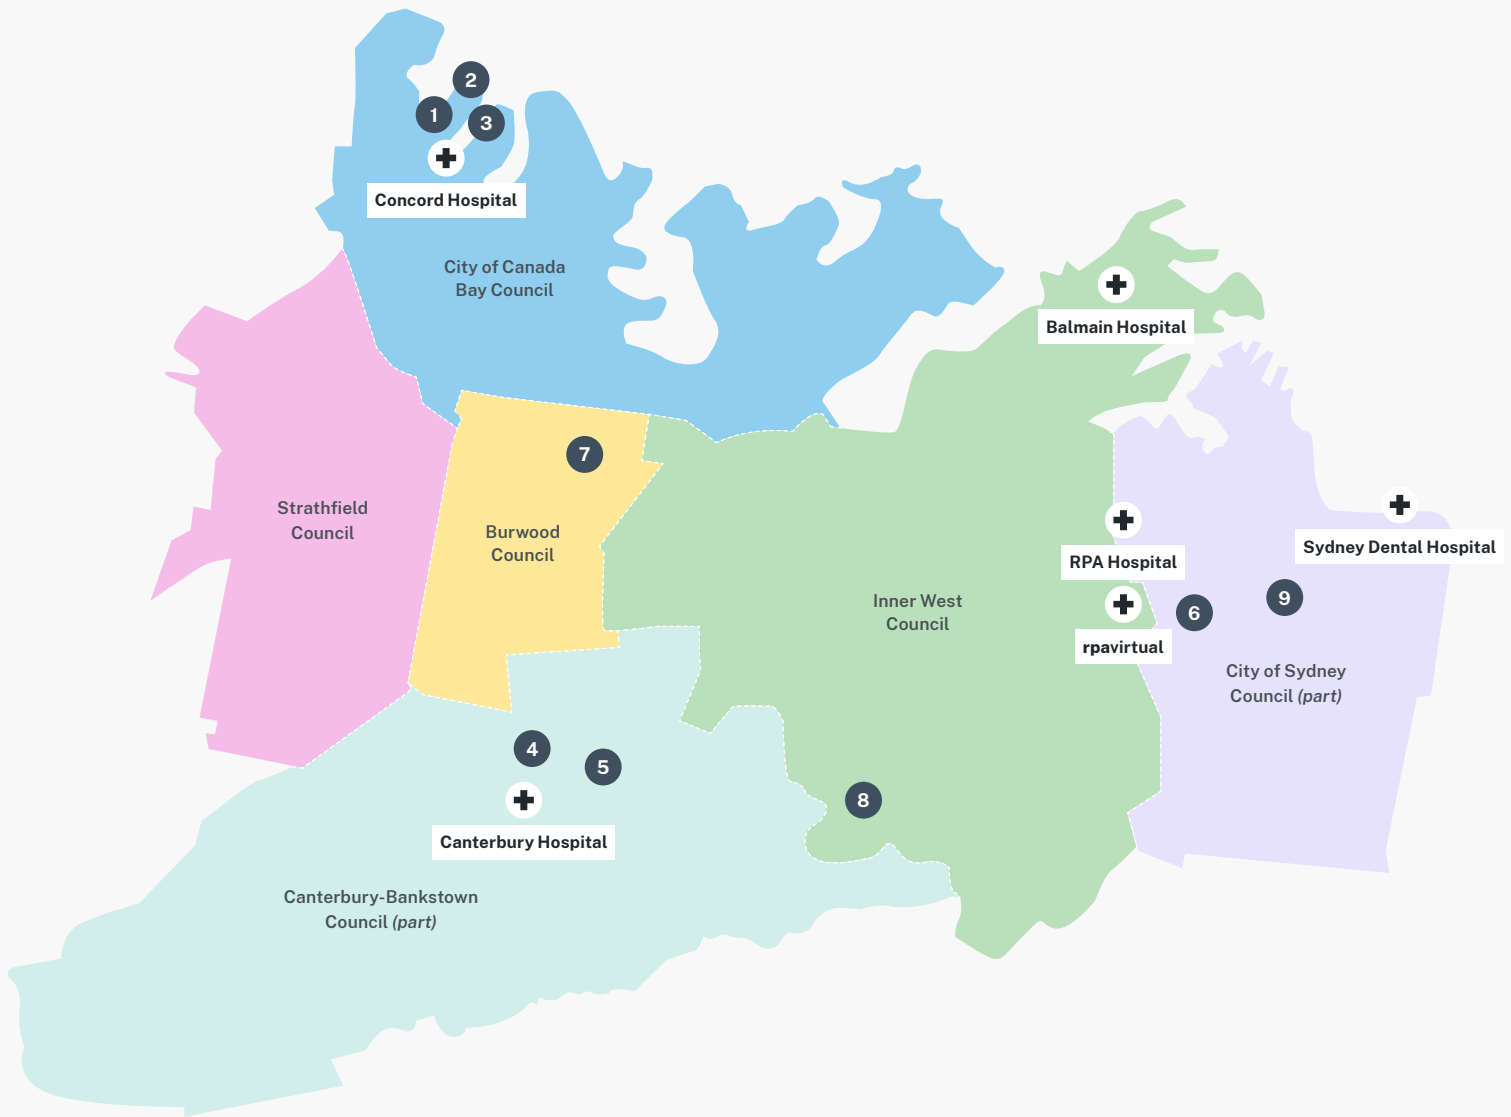 2
1
3
Concord Hospital
City of Canada
Bay Council
Balmain Hospital
7
Strathfield
Council
Burwood
Council
RPA Hospital
Sydney Dental Hospital
Inner West
Council
6
9
rpavirtual
City of Sydney
Council (part)
4
5
8
Canterbury Hospital
Canterbury-Bankstown
Council (part)